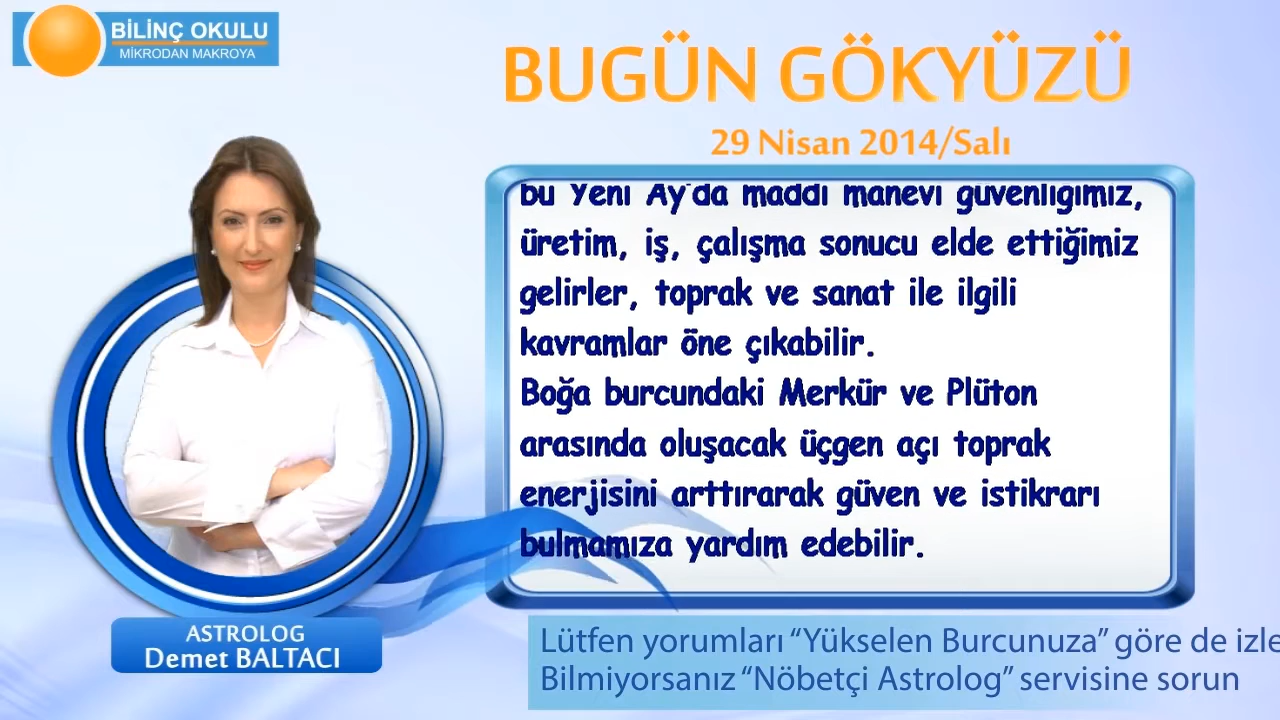 BİLİNÇ OKULU
MİKRODAN MAKROYA
BUGÜN GÖKYÜZÜ
29 Nisan 2014/Salı
bu Yeni Ay'da maddi manevi güvenliğimiz,
üretim, iş, çalışma sonucu elde ettiğimiz
gelirler, toprak ve sanat ile ilgili
kavramlar öne çıkabilir.
Boğa burcundaki Merkür ve Plüton
arasında oluşacak üçgen açı toprak
enerjisini arttırarak güven ve istikrarı
bulmamıza yardım edebilir.
ASTROLOG
Demet BALTACI
Lütfen yorumları “Yükselen Burcunuza” göre de izle
Bilmiyorsanız “Nöbetçi Astrolog” servisine sorun